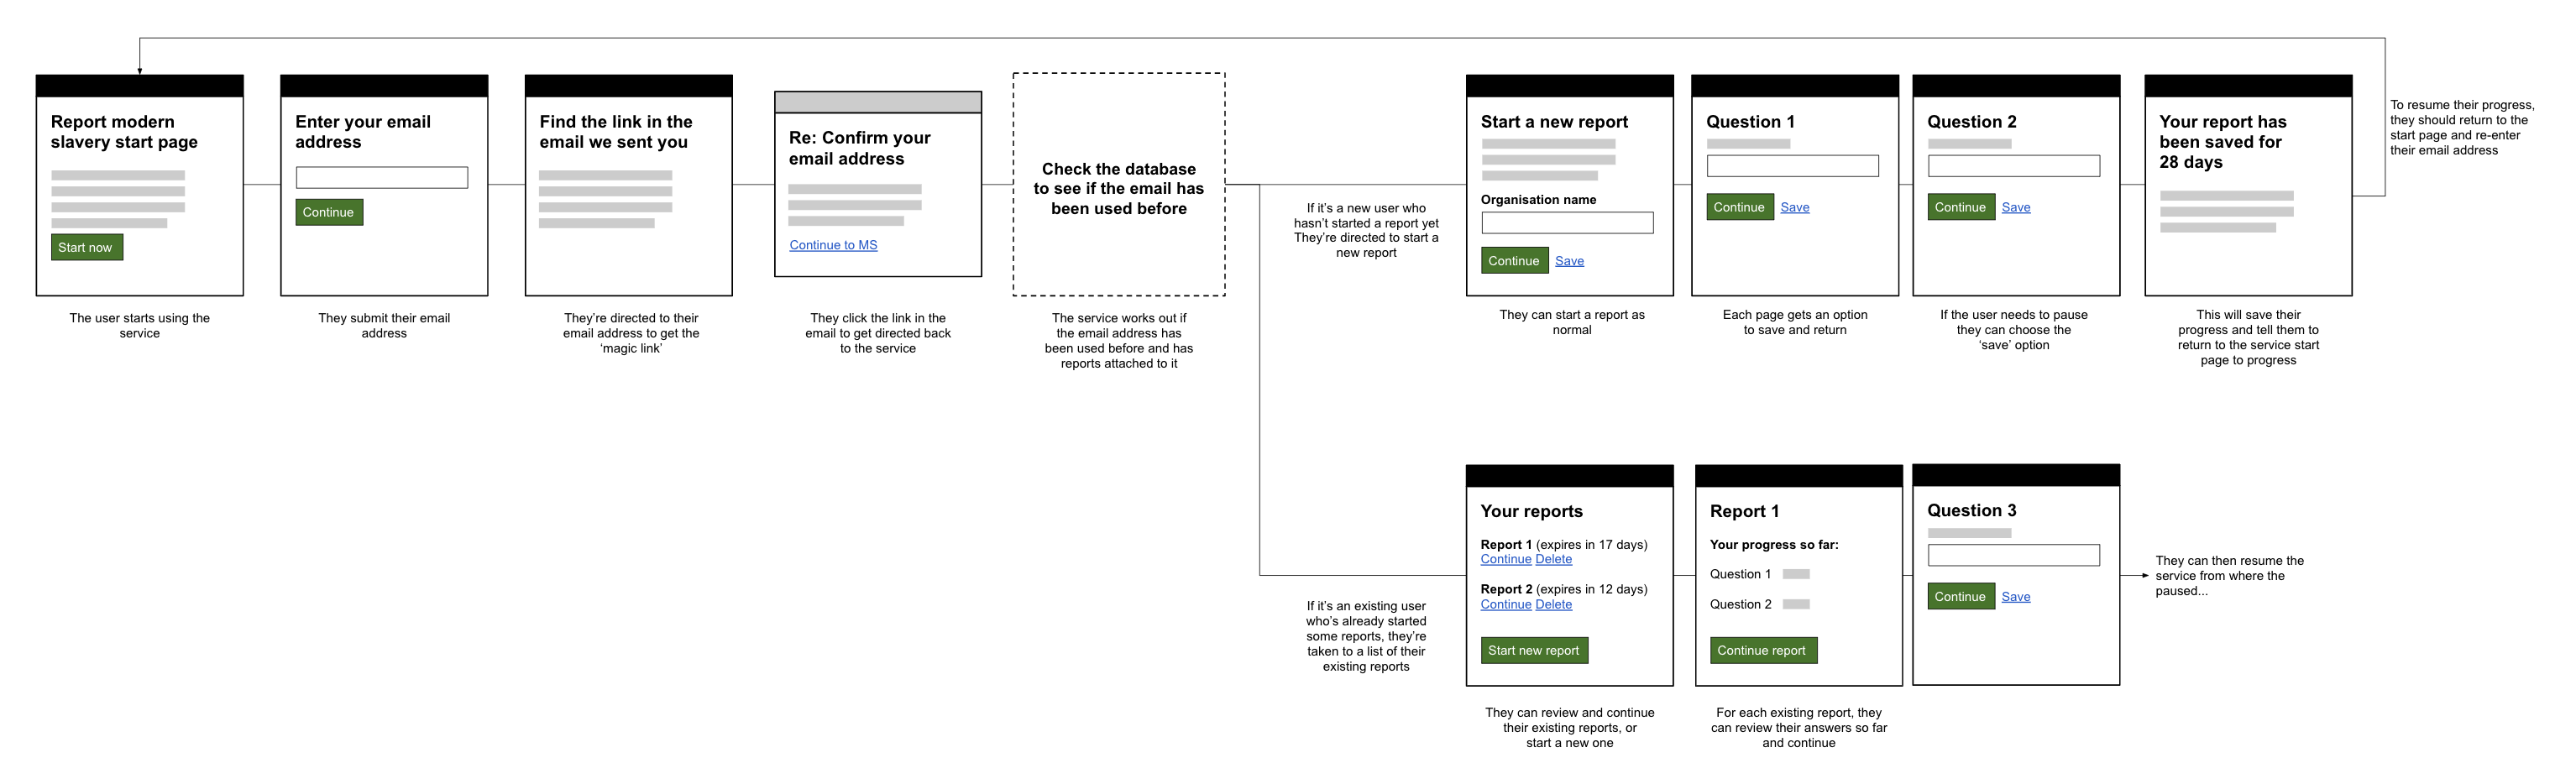 Report modern
slavery start page
Start now
The user starts using the
service
Enter your email
address
Continue
They submit their email
address
Find the link in the
email we sent you
They’re directed to their
email address to get the
‘magic link’
Re: Confirm your
email address
Continue to MS
They click the link in the
email to get directed back
to the service
Check the database
to see if the email has
been used before
The service works out if
the email address has
been used before and has
reports attached to it
If it’s a new user who
hasn’t started a report yet
They’re directed to start a
new report
Start a new report
Organisation name
Continue Save
They can start a report as
normal
Question 1
Continue Save
Each page gets an option
to save and return
Question 2
Continue Save
If the user needs to pause
they can choose the
‘save’ option
Your report has
been saved for
28 days
This will save their
progress and tell them to
return to the service start
page to progress
To resume their progress,
they should return to the
start page and re-enter
their email address
If it’s an existing user
who’s already started
some reports, they’re
taken to a list of their
existing reports
Your reports
Report 1 (expires in 17 days)
Continue Delete
Report 2 (expires in 12 days)
Continue Delete
Start new report
They can review and continue
their existing reports, or
start a new one
Report 1
Your progress so far:
Question 1
Question 2
Continue report
For each existing report, they
can review their answers so far
and continue
Question 3
Continue Save
They can then resume the
service from where the
paused...